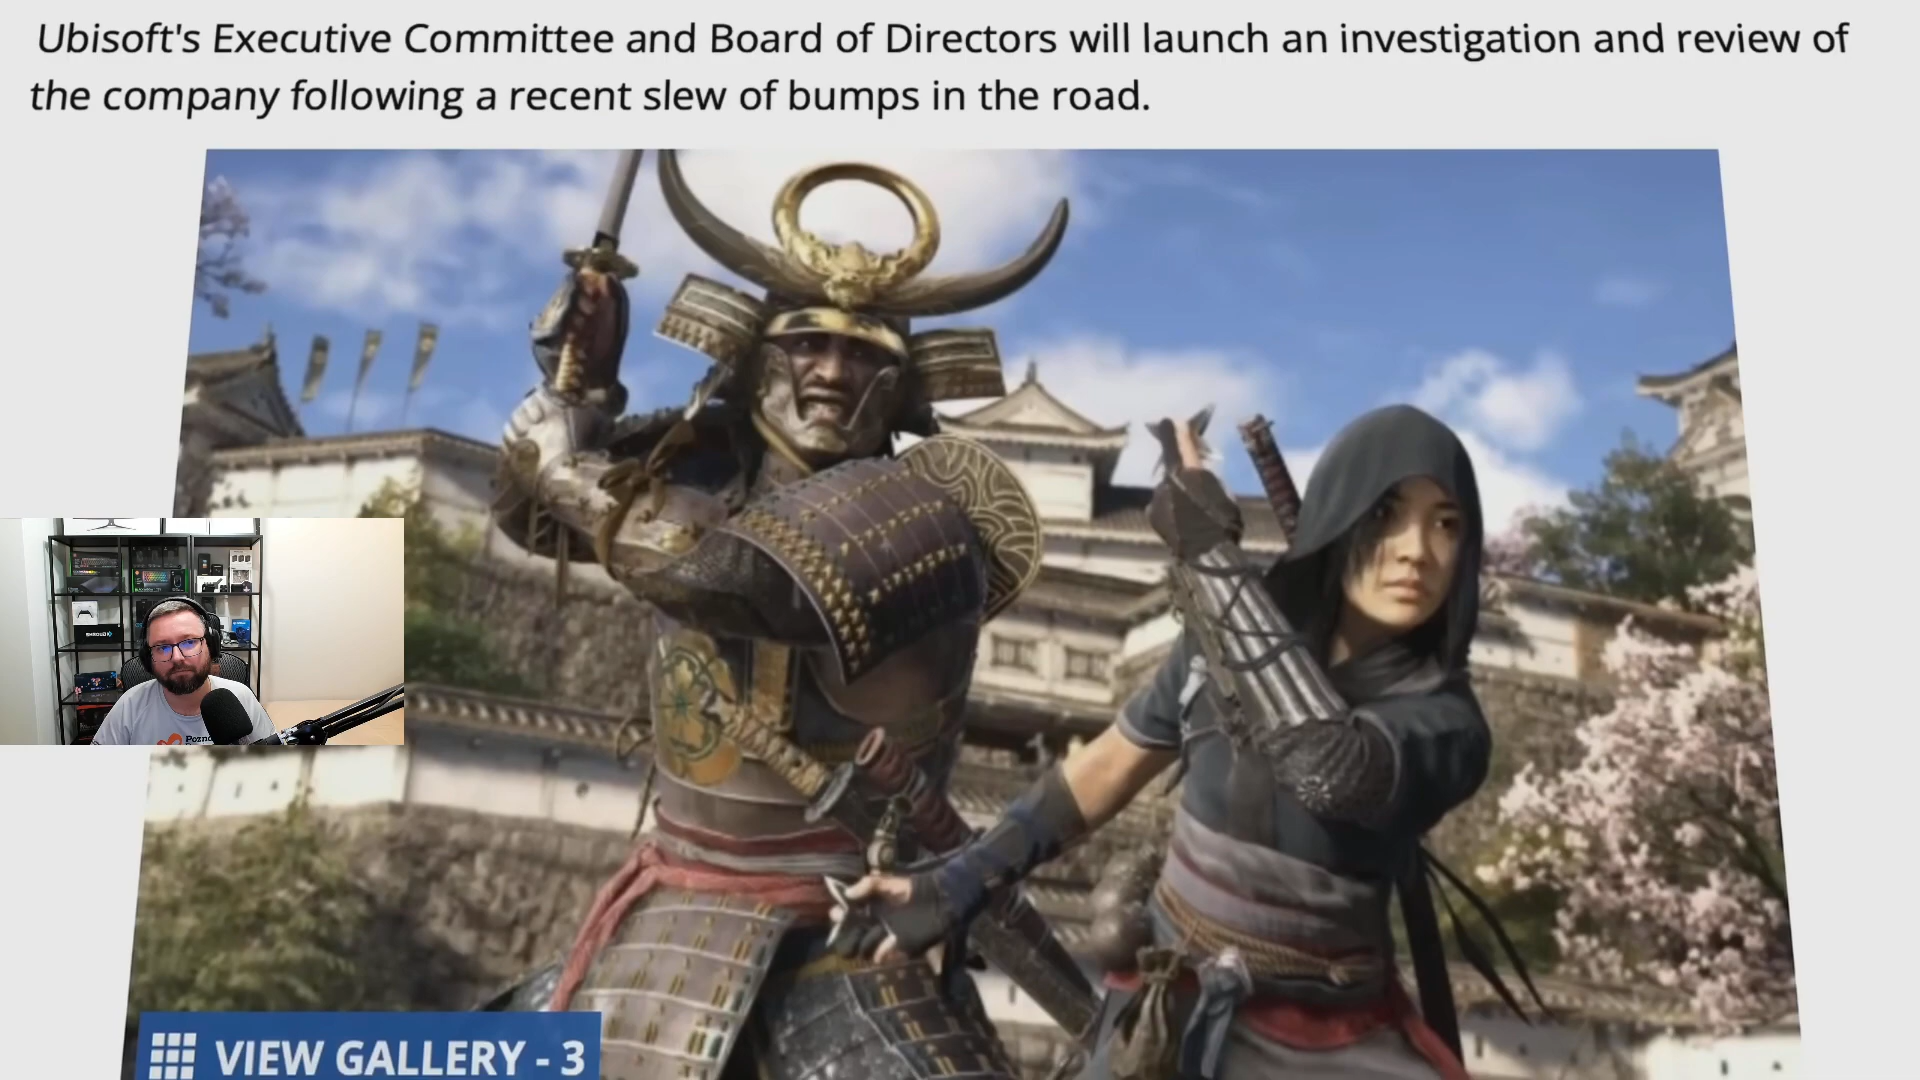 Ubisoft's Executive Committee and Board of Directors will launch an investigation and review of
the company following a recent slew of bumps in the road.
Pozn
VIEW GALLERY - 3